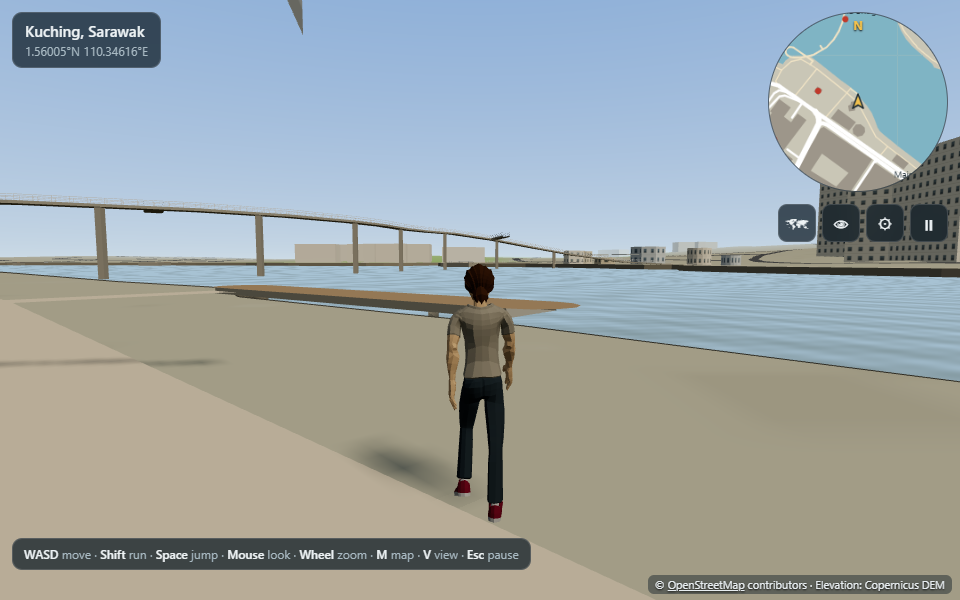 Kuching, Sarawak
1.56005°N 110.34616°E
N
WASD move · Shift run · Space jump · Mouse look · Wheel zoom · M map · V view · Esc pause
© OpenStreetMap contributors · Elevation: Copernicus DEM